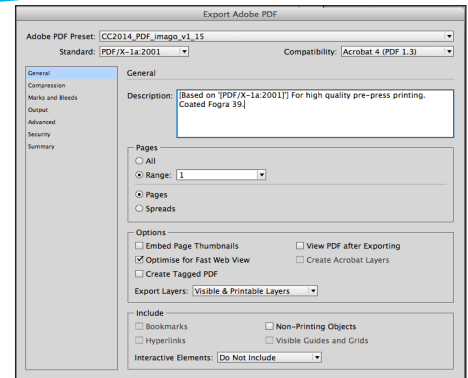 Export Adobe PDF
Adobe PDF Preset: CC2014_PDF_imago_v1_15
Standard: PDF/X-1a:2001 Compatibility: Acrobat 4 (PDF 1.3)
General
Compression
Marks and Bleeds
Output
Advanced
Security
Summary
General
Description: [Based on '[PDF/X-1a:2001]'] For high quality pre-press printing.
Coated Fogra 39.
Pages
All
Range: 1
Pages
Spreads
Options
Embed Page Thumbnails View PDF after Exporting
Optimise for Fast Web View Create Acrobat Layers
Create Tagged PDF
Export Layers: Visible & Printable Layers
Include
Bookmarks Non-Printing Objects
Hyperlinks Visible Guides and Grids
Interactive Elements: Do Not Include